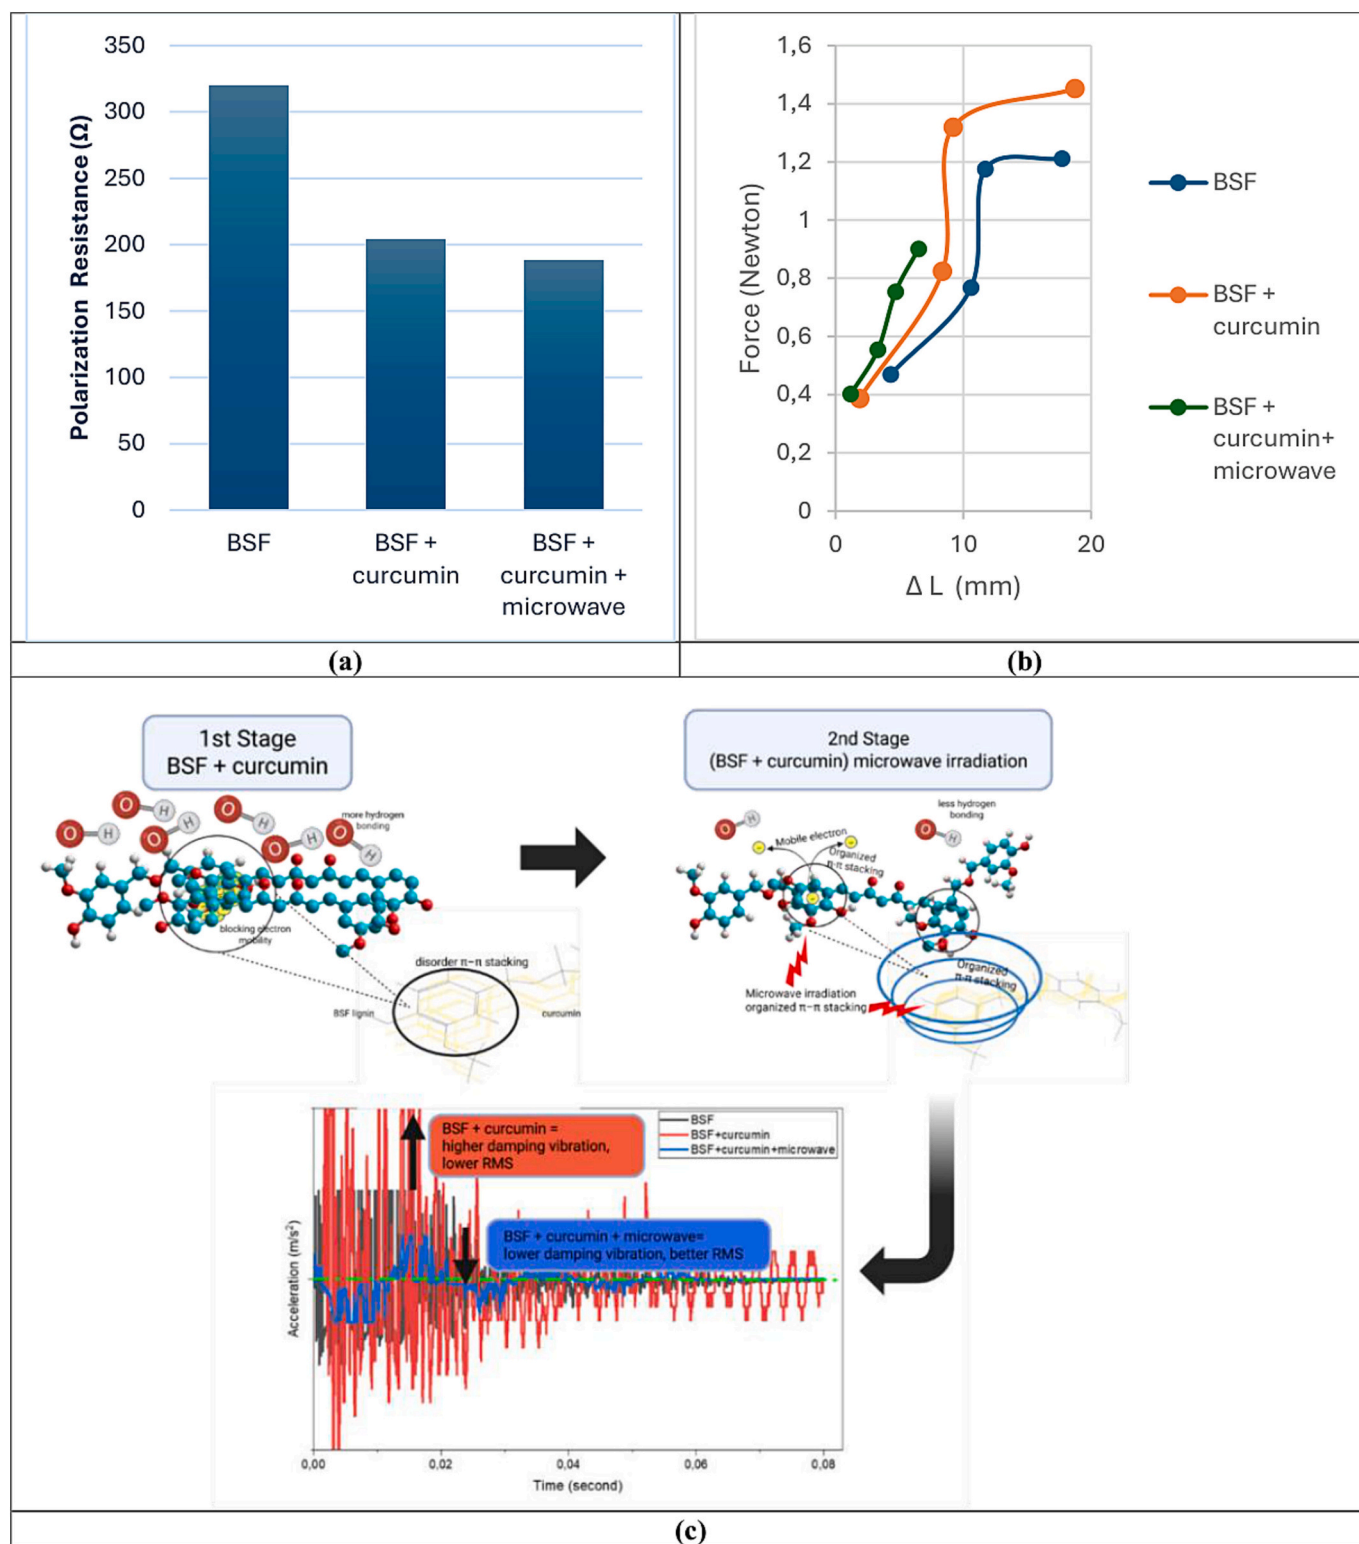 350
300
250
200
150
100
50
0
Polarization Resistance (Ω)
BSF
BSF +
curcumin
BSF +
curcumin +
microwave
1,6
1,4
1,2
1
0,8
0,6
0,4
0,2
0
Force (Newton)
0
10
20
Δ L (mm)
BSF
BSF +
curcumin
BSF +
curcumin+
microwave
(a)
(b)
1st Stage
BSF + curcumin
O H
O H
O H
O H
O H
O H
more hydrogen
bonding
blocking electron
mobility
disorder π–π stacking
BSF lignin
curcumin
2nd Stage
(BSF + curcumin) microwave irradiation
O H
O H
less hydrogen
bonding
Mobile electron
Organized
π-π stacking
Organized
π-π stacking
Microwave irradiation
organized π–π stacking
BSF + curcumin =
higher damping vibration,
lower RMS
BSF
BSF+curcumin
BSF+curcumin+microwave
BSF + curcumin + microwave=
lower damping vibration, better RMS
Acceleration (m/s²)
0,00
0,02
0,04
0,06
0,08
Time (second)
(c)